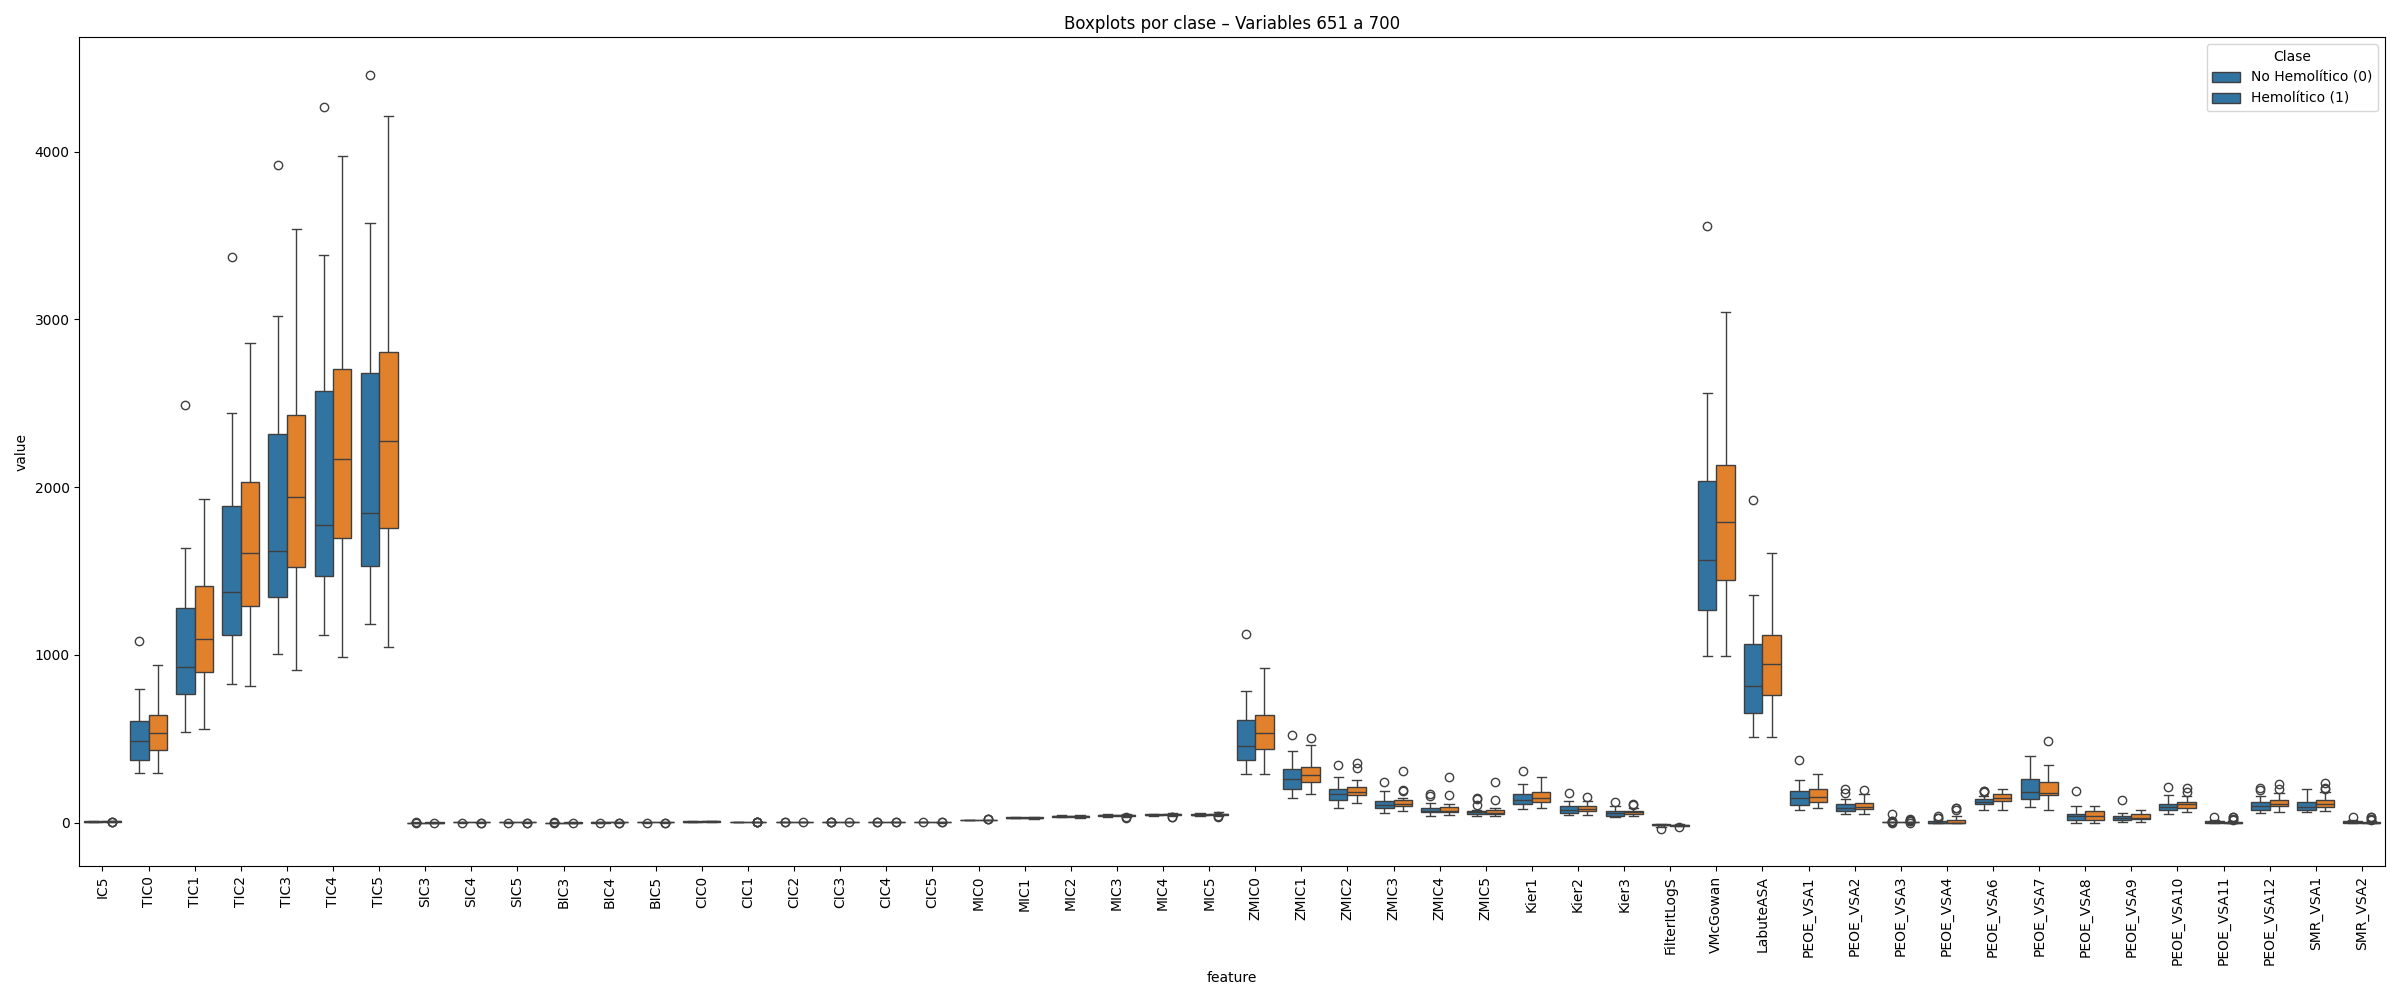 Boxplots por clase – Variables 651 a 700
Clase
No Hemolítico (0)
Hemolítico (1)
value
4000
3000
2000
1000
0
IC5
TIC0
TIC1
TIC2
TIC3
TIC4
TIC5
SIC3
SIC4
SIC5
BIC3
BIC4
BIC5
CIC0
CIC1
CIC2
CIC3
CIC4
CIC5
MIC0
MIC1
MIC2
MIC3
MIC4
MIC5
ZMIC0
ZMIC1
ZMIC2
ZMIC3
ZMIC4
ZMIC5
Kier1
Kier2
Kier3
FilterItLogS
VMcGowan
LabuteASA
PEOE_VSA1
PEOE_VSA2
PEOE_VSA3
PEOE_VSA4
PEOE_VSA6
PEOE_VSA7
PEOE_VSA8
PEOE_VSA9
PEOE_VSA10
PEOE_VSA11
PEOE_VSA12
SMR_VSA1
SMR_VSA2
feature